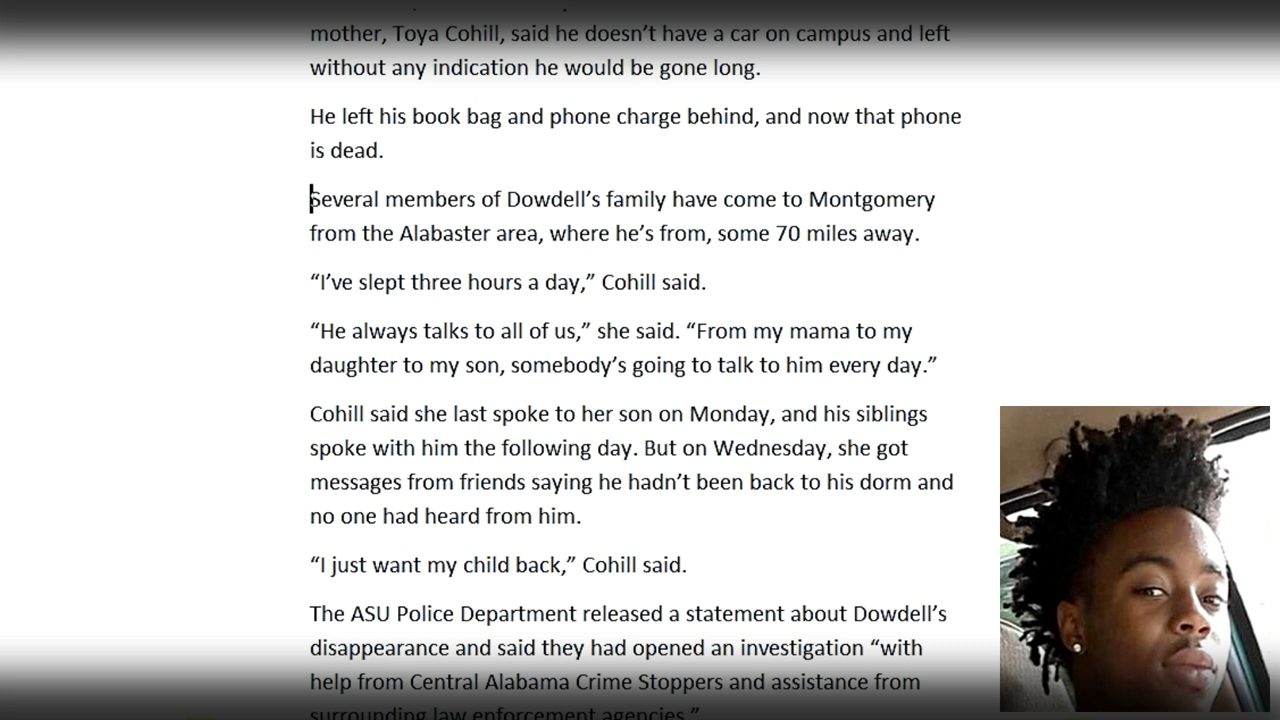 mother, Toya Cohill, said he doesn’t have a car on campus and left
without any indication he would be gone long.
He left his book bag and phone charge behind, and now that phone
is dead.
Several members of Dowdell’s family have come to Montgomery
from the Alabaster area, where he’s from, some 70 miles away.
“I’ve slept three hours a day,” Cohill said.
“He always talks to all of us,” she said. “From my mama to my
daughter to my son, somebody’s going to talk to him every day.”
Cohill said she last spoke to her son on Monday, and his siblings
spoke with him the following day. But on Wednesday, she got
messages from friends saying he hadn’t been back to his dorm and
no one had heard from him.
“I just want my child back,” Cohill said.
The ASU Police Department released a statement about Dowdell’s
disappearance and said they had opened an investigation “with
help from Central Alabama Crime Stoppers and assistance from
surrounding law enforcement agencies.”